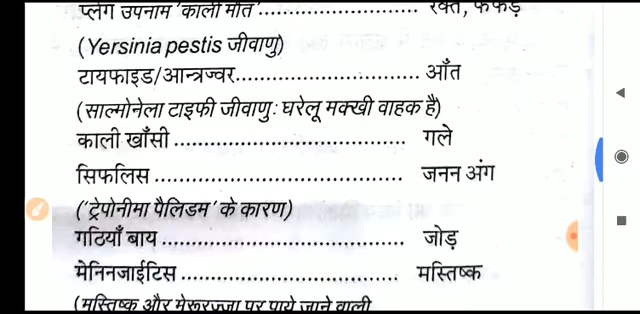 प्लेग उपनाम 'काली मौत'.............................. रक्त, फेफड़े
(Yersinia pestis जीवाणु)
टायफाइड/आन्त्रज्वर.................................. आँत
(साल्मोनेला टाइफी जीवाणु: घरेलू मक्खी वाहक है)
काली खाँसी ........................................... गले
सिफलिस .............................................. जनन अंग
('ट्रेपोनीमा पैलिडम' के कारण)
गठियाँ बाय ............................................ जोड़
मेनिनजाईटिस ........................................ मस्तिष्क
(मस्तिष्क और मेरूरज्जा पर पाये जाने वाली